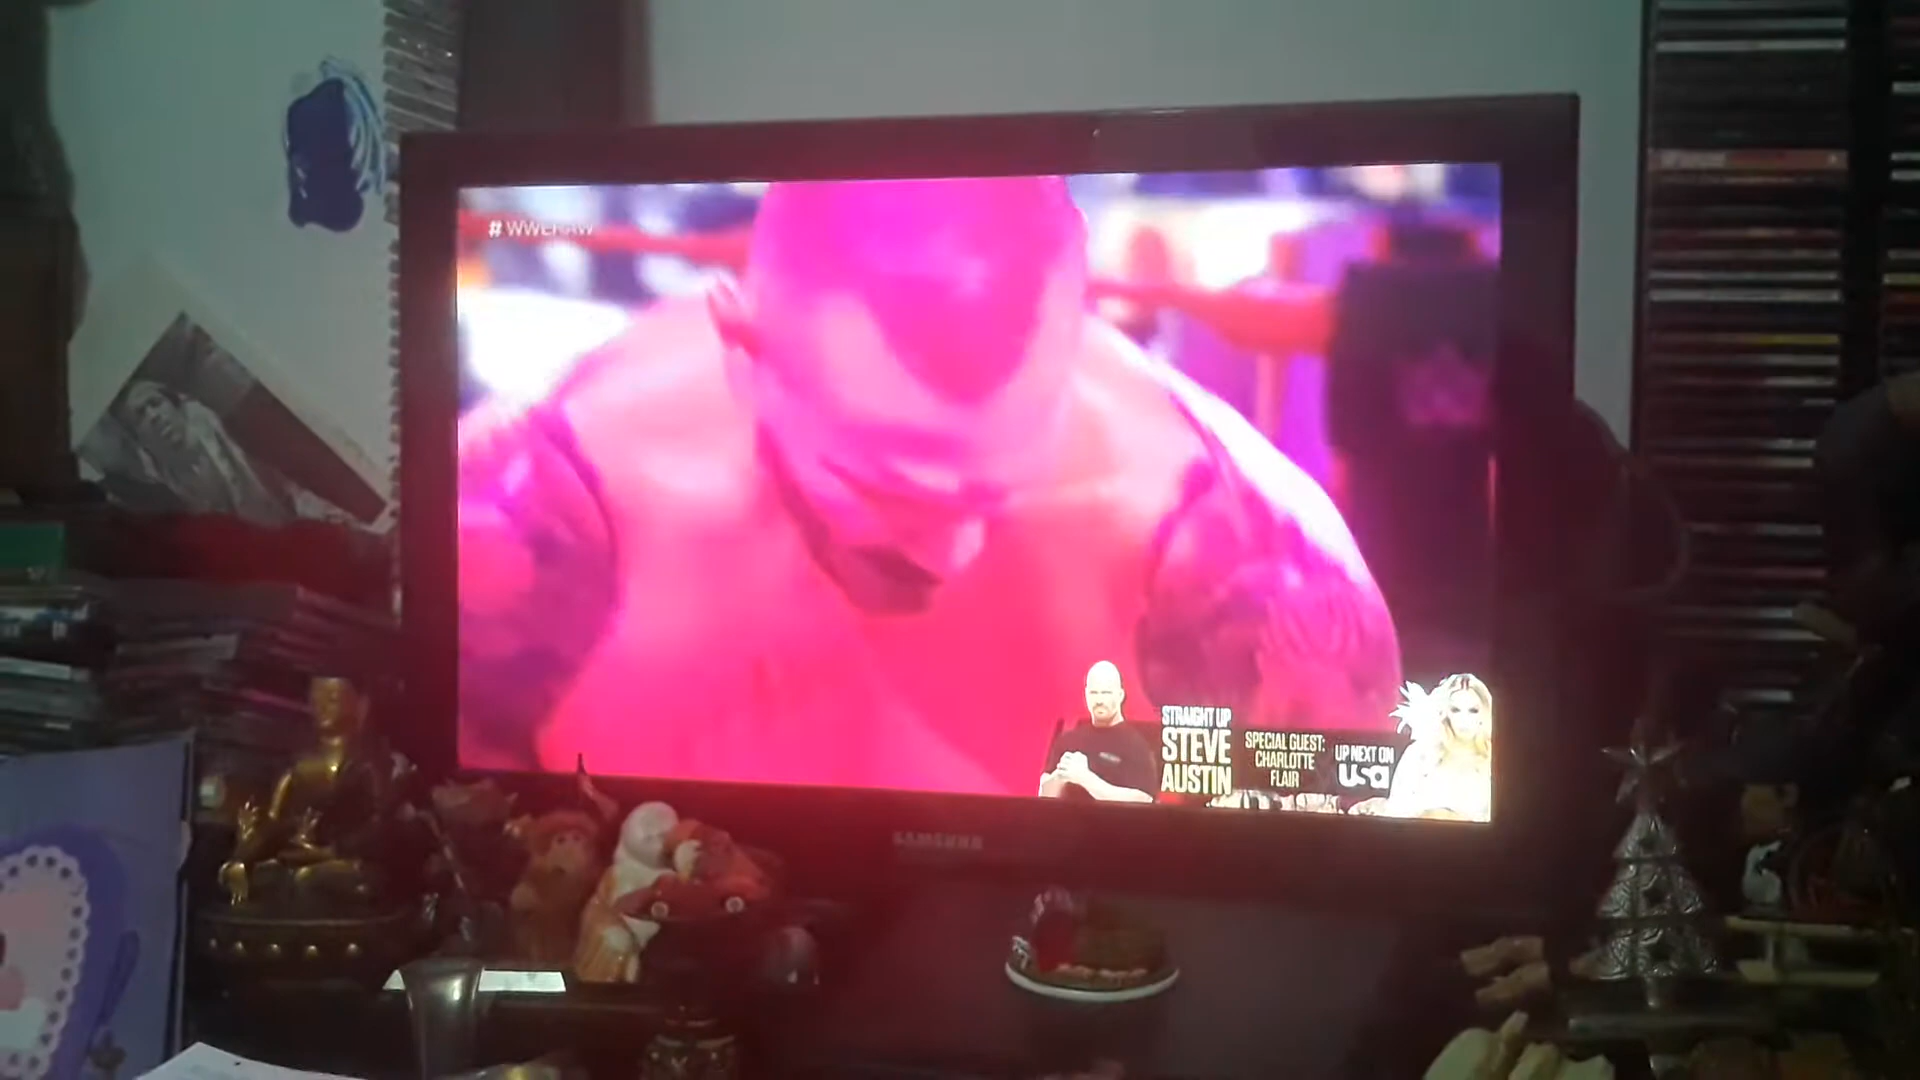 #WWERAW
STRAIGHT UP
STEVE
AUSTIN
SPECIAL GUEST:
CHARLOTTE
FLAIR
UP NEXT ON
USA
SAMSUNG